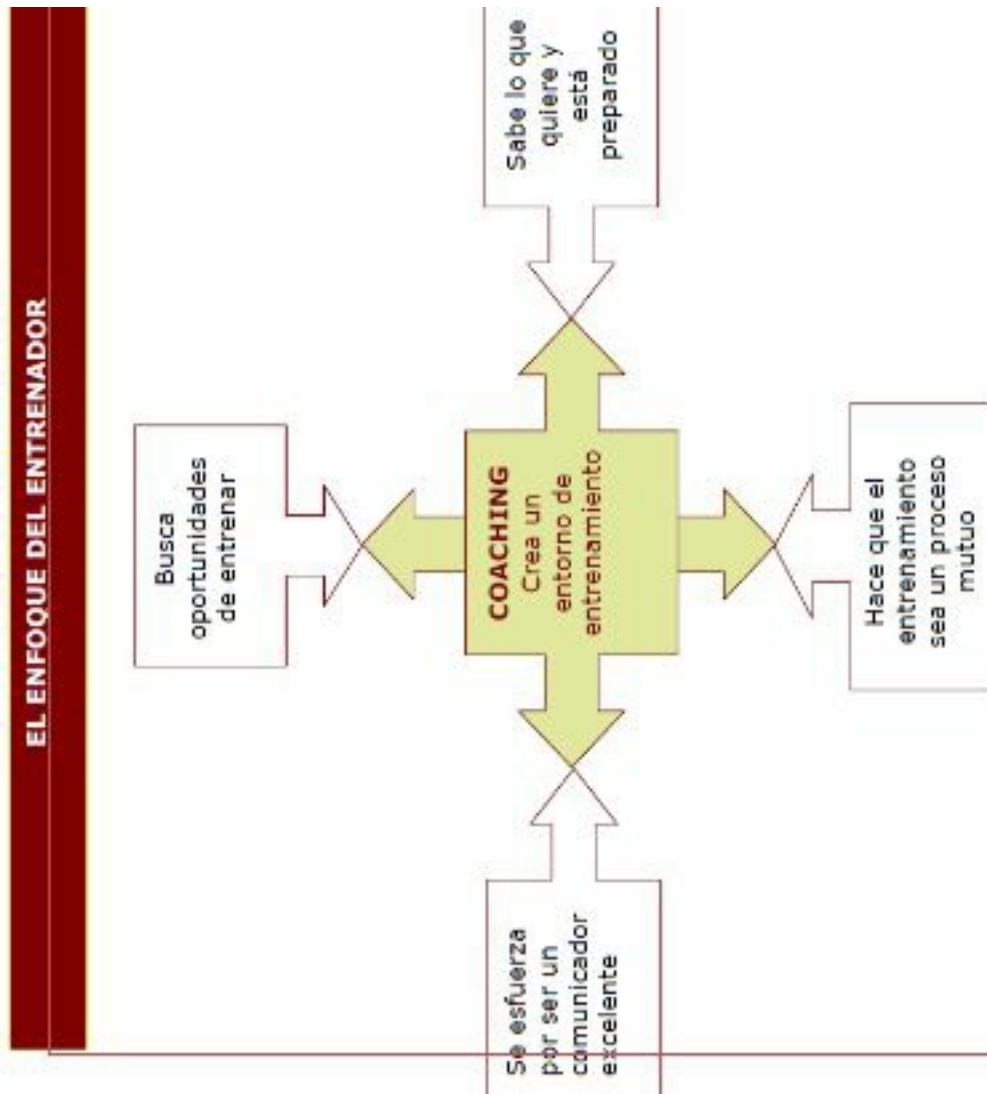 EL ENFOQUE DEL ENTRENADOR
Busca
oportunidades
de entrenar
Se esfuerza
por ser un
comunicador
excelente
COACHING
Crea un
entorno de
entrenamiento
Sabe lo que
quiere y
está
preparado
Hace que el
entrenamiento
sea un proceso
mutuo